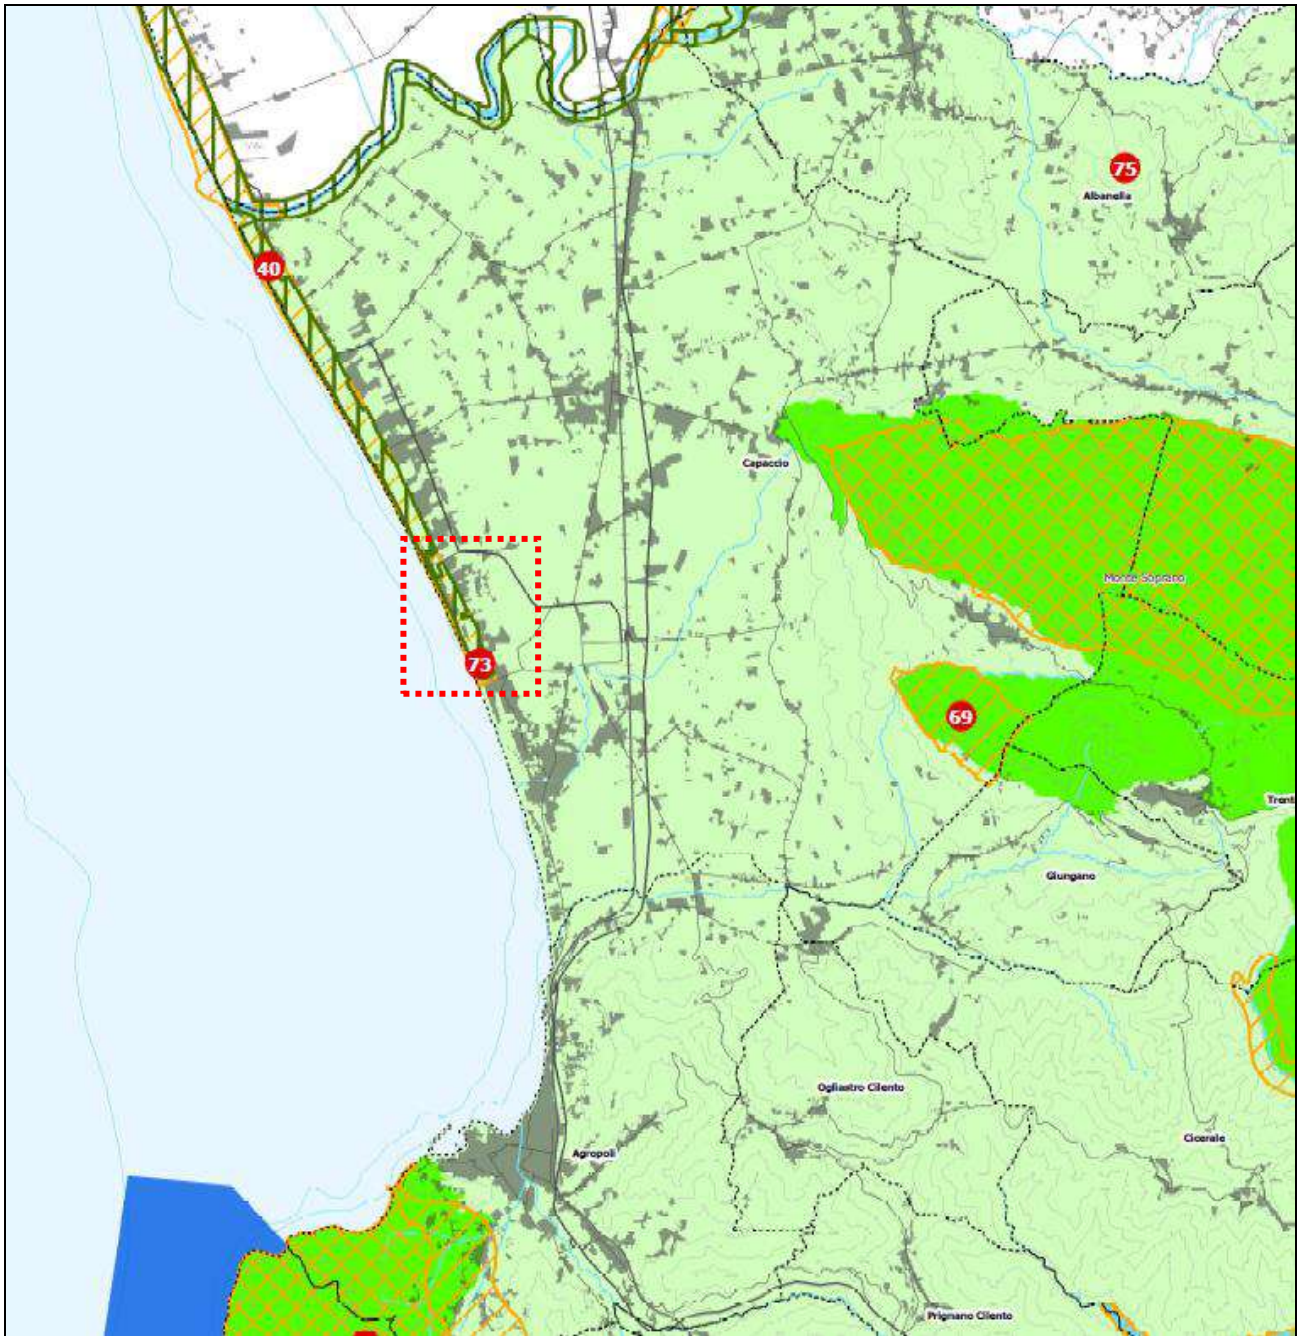 75
Albanella
40
Capaccio
Monte Soprano
73
69
Trent
Giungano
Ogliastro Cilento
Cicerale
Agropoli
Prignano Cilento